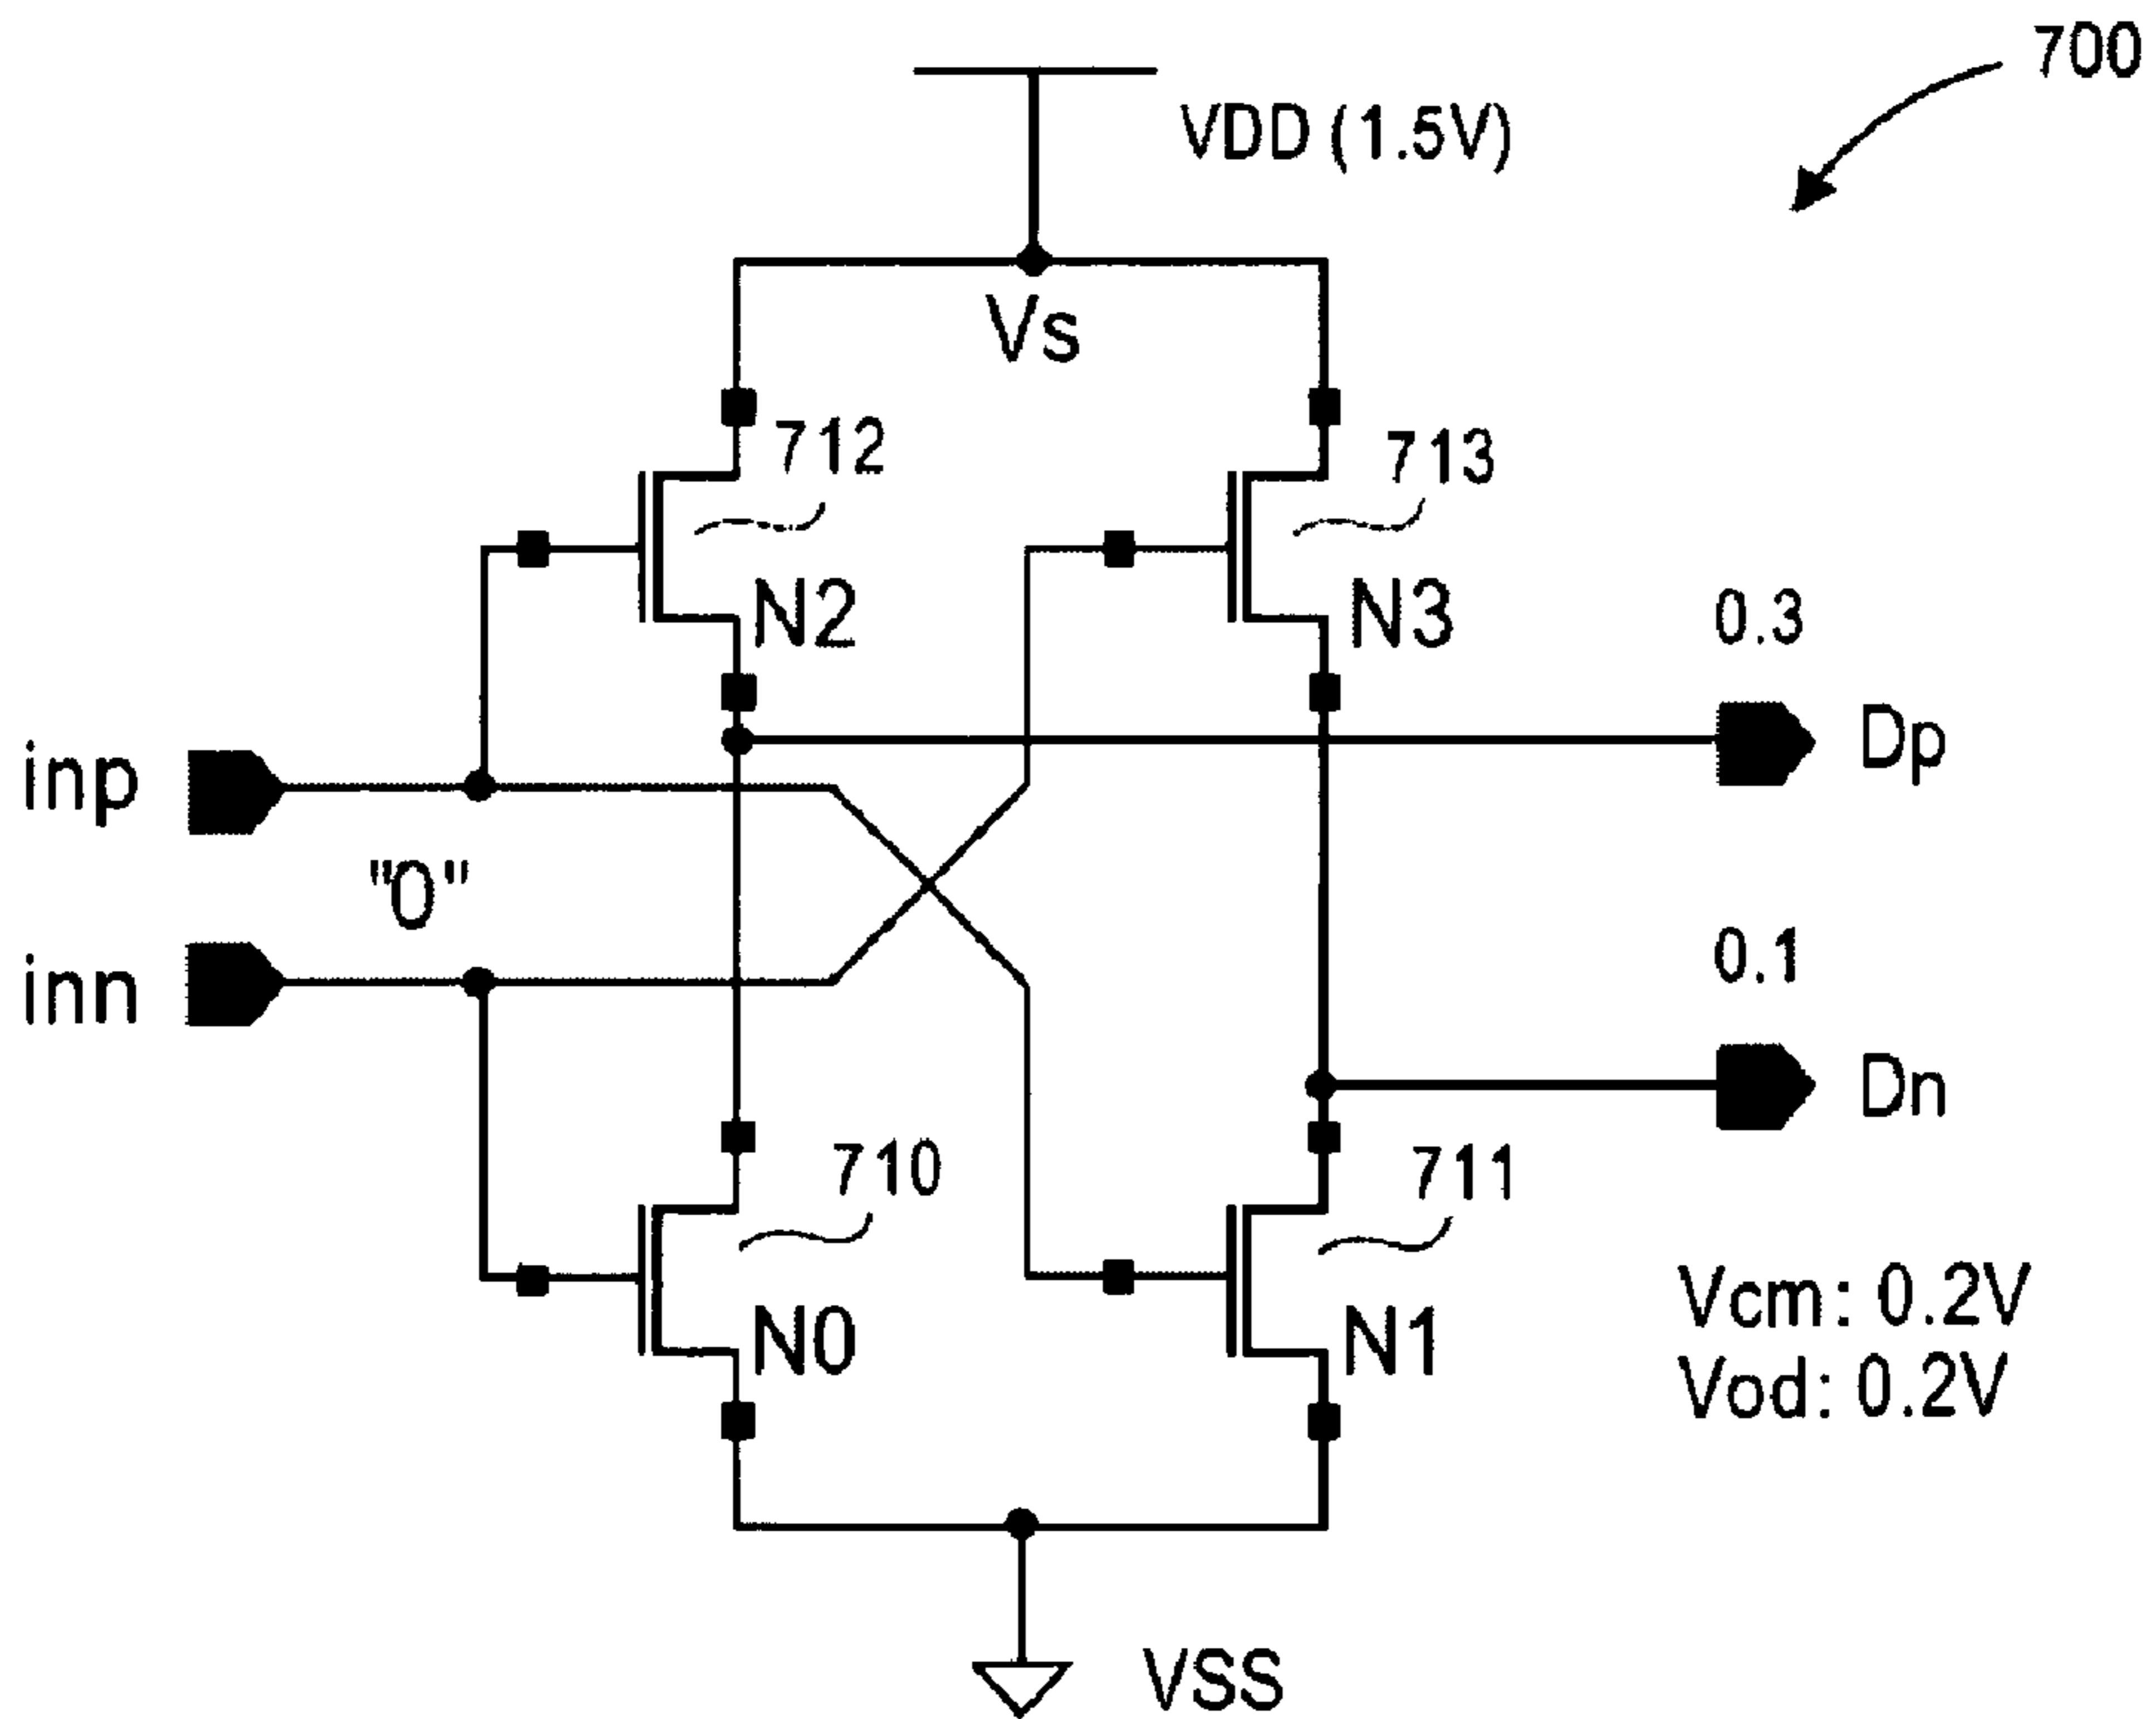 700
VDD (1.5V)
Vs
712
713
N2
N3
0.3
Dp
inp
"0"
0.1
inn
Dn
710
711
N0
N1
Vcm: 0.2V
Vod: 0.2V
VSS